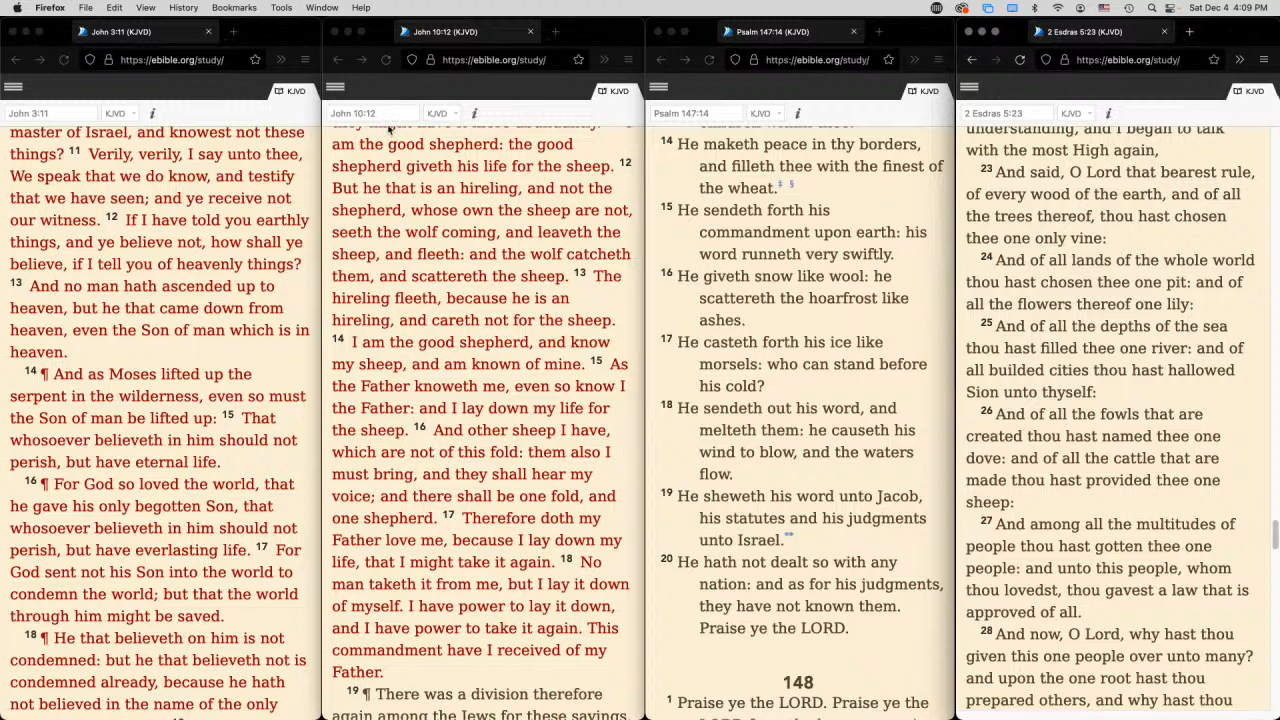 Firefox File Edit View History Bookmarks Tools Window Help Sat Dec 4 4:09 PM
John 3:11 (KJVD)
https://ebible.org/study/
KJVD
John 3:11 KJVD i
master of Israel, and knowest not these
things? 11 Verily, verily, I say unto thee,
We speak that we do know, and testify
that we have seen; and ye receive not
our witness. 12 If I have told you earthly
things, and ye believe not, how shall ye
believe, if I tell you of heavenly things?
13 And no man hath ascended up to
heaven, but he that came down from
heaven, even the Son of man which is in
heaven.
14 ¶ And as Moses lifted up the
serpent in the wilderness, even so must
the Son of man be lifted up: 15 That
whosoever believeth in him should not
perish, but have eternal life.
16 ¶ For God so loved the world, that
he gave his only begotten Son, that
whosoever believeth in him should not
perish, but have everlasting life. 17 For
God sent not his Son into the world to
condemn the world; but that the world
through him might be saved.
18 ¶ He that believeth on him is not
condemned: but he that believeth not is
condemned already, because he hath
not believed in the name of the only
John 10:12 (KJVD)
https://ebible.org/study/
KJVD
John 10:12 KJVD i
am the good shepherd: the good
shepherd giveth his life for the sheep. 12
But he that is an hireling, and not the
shepherd, whose own the sheep are not,
seeth the wolf coming, and leaveth the
sheep, and fleeth: and the wolf catcheth
them, and scattereth the sheep. 13 The
hireling fleeth, because he is an
hireling, and careth not for the sheep.
14 I am the good shepherd, and know
my sheep, and am known of mine. 15 As
the Father knoweth me, even so know I
the Father: and I lay down my life for
the sheep. 16 And other sheep I have,
which are not of this fold: them also I
must bring, and they shall hear my
voice; and there shall be one fold, and
one shepherd. 17 Therefore doth my
Father love me, because I lay down my
life, that I might take it again. 18 No
man taketh it from me, but I lay it down
of myself. I have power to lay it down,
and I have power to take it again. This
commandment have I received of my
Father.
19 ¶ There was a division therefore
again among the Jews for these sayings.
Psalm 147:14 (KJVD)
https://ebible.org/study/
KJVD
Psalm 147:14 KJVD i
14 He maketh peace in thy borders,
and filleth thee with the finest of
the wheat.‡ §
15 He sendeth forth his
commandment upon earth: his
word runneth very swiftly.
16 He giveth snow like wool: he
scattereth the hoarfrost like
ashes.
17 He casteth forth his ice like
morsels: who can stand before
his cold?
18 He sendeth out his word, and
melteth them: he causeth his
wind to blow, and the waters
flow.
19 He sheweth his word unto Jacob,
his statutes and his judgments
unto Israel.**
20 He hath not dealt so with any
nation: and as for his judgments,
they have not known them.
Praise ye the LORD.
148
1 Praise ye the LORD. Praise ye the
2 Esdras 5:23 (KJVD)
https://ebible.org/study/
KJVD
2 Esdras 5:23 KJVD i
understanding, and I began to talk
with the most High again,
23 And said, O Lord that bearest rule,
of every wood of the earth, and of all
the trees thereof, thou hast chosen
thee one only vine:
24 And of all lands of the whole world
thou hast chosen thee one pit: and of
all the flowers thereof one lily:
25 And of all the depths of the sea
thou hast filled thee one river: and of
all builded cities thou hast hallowed
Sion unto thyself:
26 And of all the fowls that are
created thou hast named thee one
dove: and of all the cattle that are
made thou hast provided thee one
sheep:
27 And among all the multitudes of
people thou hast gotten thee one
people: and unto this people, whom
thou lovedst, thou gavest a law that is
approved of all.
28 And now, O Lord, why hast thou
given this one people over unto many?
and upon the one root hast thou
prepared others, and why hast thou